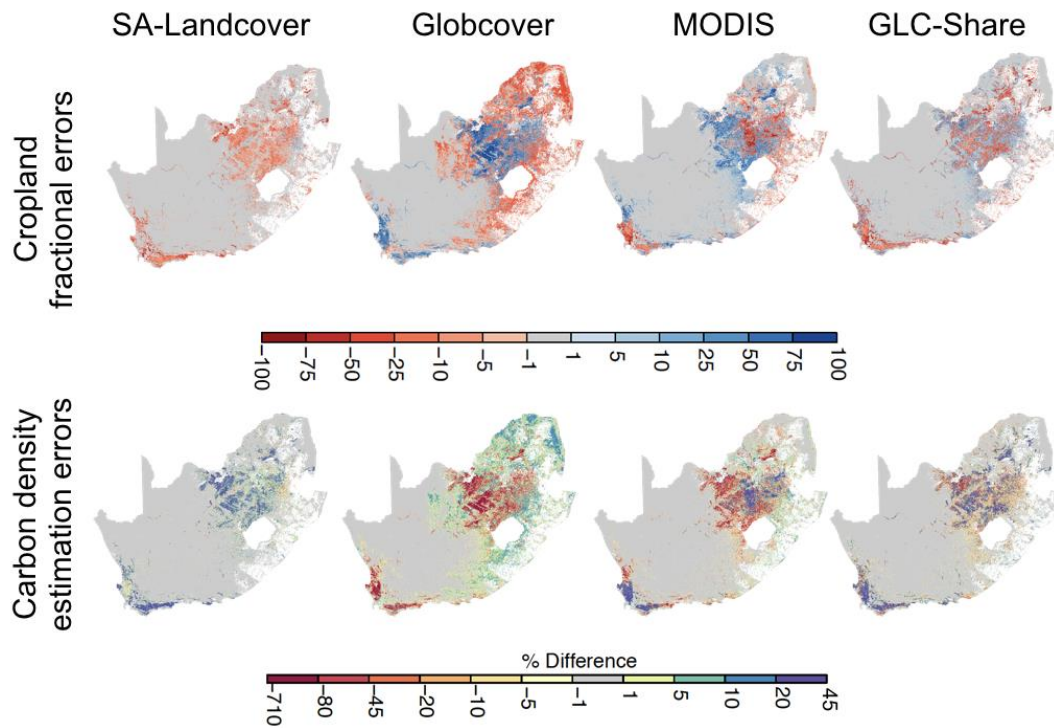 SA-Landcover Globcover MODIS GLC-Share
Cropland
fractional errors
-100 -75 -50 -25 -10 -5 -1 1 5 10 25 50 75 100
Carbon density
estimation errors
% Difference
-710 -80 -45 -20 -10 -5 -1 1 5 10 20 45